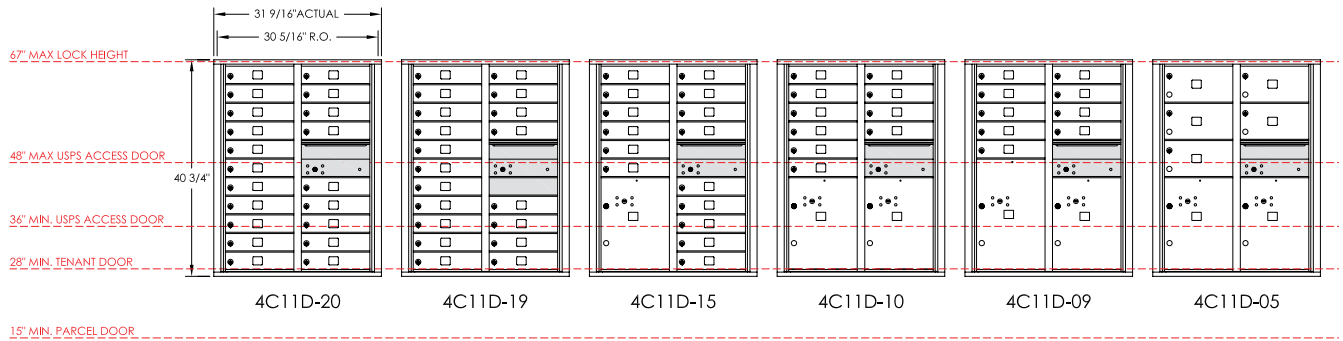 31 9/16"ACTUAL
30 5/16" R.O.
67" MAX LOCK HEIGHT
48" MAX USPS ACCESS DOOR
40 3/4"
36" MIN. USPS ACCESS DOOR
28" MIN. TENANT DOOR
4C11D-20 4C11D-19 4C11D-15 4C11D-10 4C11D-09 4C11D-05
15" MIN. PARCEL DOOR